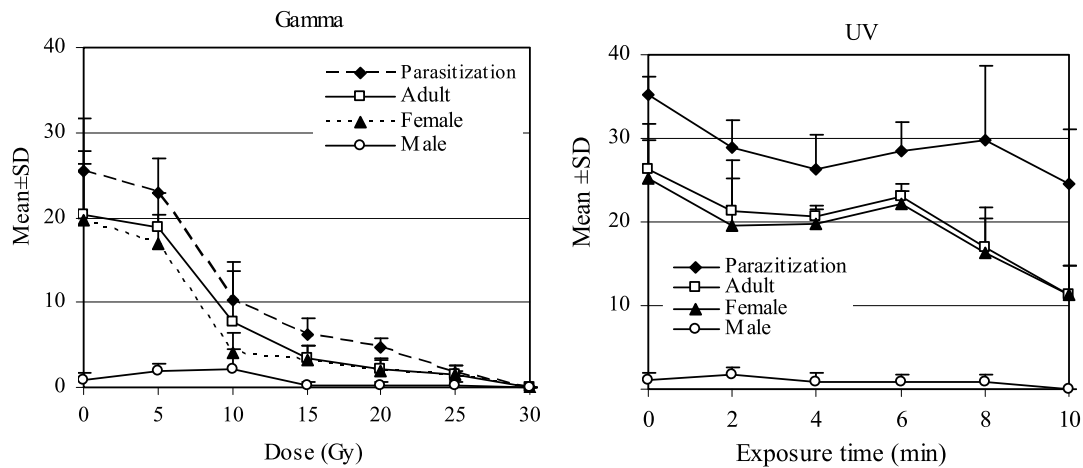 Gamma
Mean±SD
40
30
20
10
0
Parasitization
Adult
Female
Male
0 5 10 15 20 25 30
Dose (Gy)
UV
Mean ±SD
40
30
20
10
Parazitization
Adult
Female
Male
0 2 4 6 8 10
Exposure time (min)